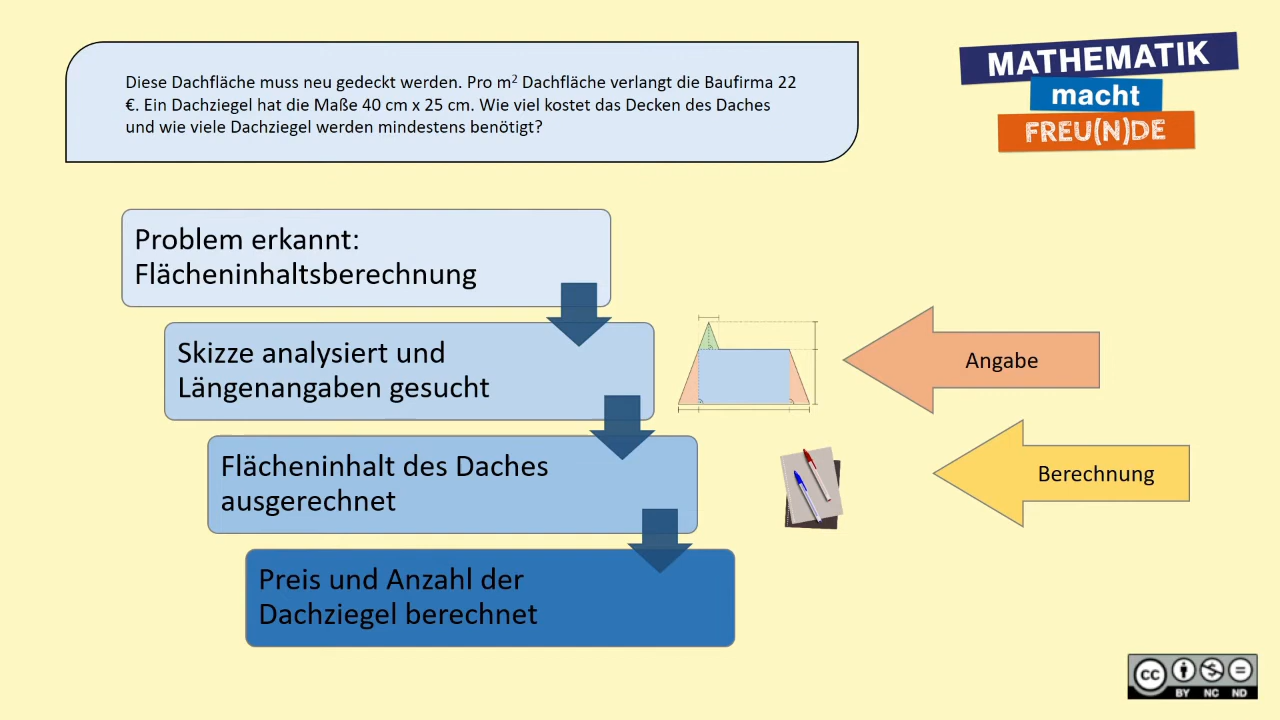 Diese Dachfläche muss neu gedeckt werden. Pro m² Dachfläche verlangt die Baufirma 22
€. Ein Dachziegel hat die Maße 40 cm x 25 cm. Wie viel kostet das Decken des Daches
und wie viele Dachziegel werden mindestens benötigt?
MATHEMATIK
macht
FREU(N)DE
Problem erkannt:
Flächeninhaltsberechnung
Skizze analysiert und
Längenangaben gesucht
Angabe
Flächeninhalt des Daches
ausgerechnet
Berechnung
Preis und Anzahl der
Dachziegel berechnet
cc
BY NC ND